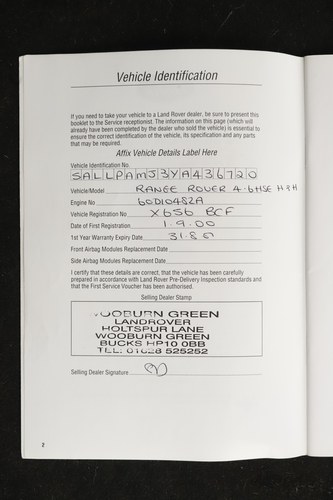 Vehicle Identification
If you need to take your vehicle to a Land Rover dealer, be sure to present this
booklet to the Service receptionist. The information on this page (which will
already have been completed by the dealer who sold the vehicle) is essential to
ensure the correct identification of the vehicle, its specification and any parts
that may be required.
Affix Vehicle Details Label Here
Vehicle Identification No.
SALLPAMJ3YA436720
Vehicle/Model RANGE ROVER 4.6HSE
Engine No 60D10482A
Vehicle Registration No X656 BCF
Date of First Registration 1.9.00
1st Year Warranty Expiry Date 31.8.
Front Airbag Modules Replacement Date
Side Airbag Modules Replacement Date
I certify that these details are correct, that the vehicle has been carefully
prepared in accordance with Land Rover Pre-Delivery Inspection standards and
that the First Service Voucher has been authorised.
Selling Dealer Stamp
WOOBURN GREEN
LANDROVER
HOLTSPUR LANE
WOOBURN GREEN
BUCKS HP10 0BB
TEL: 01628 525252
Selling Dealer Signature
2